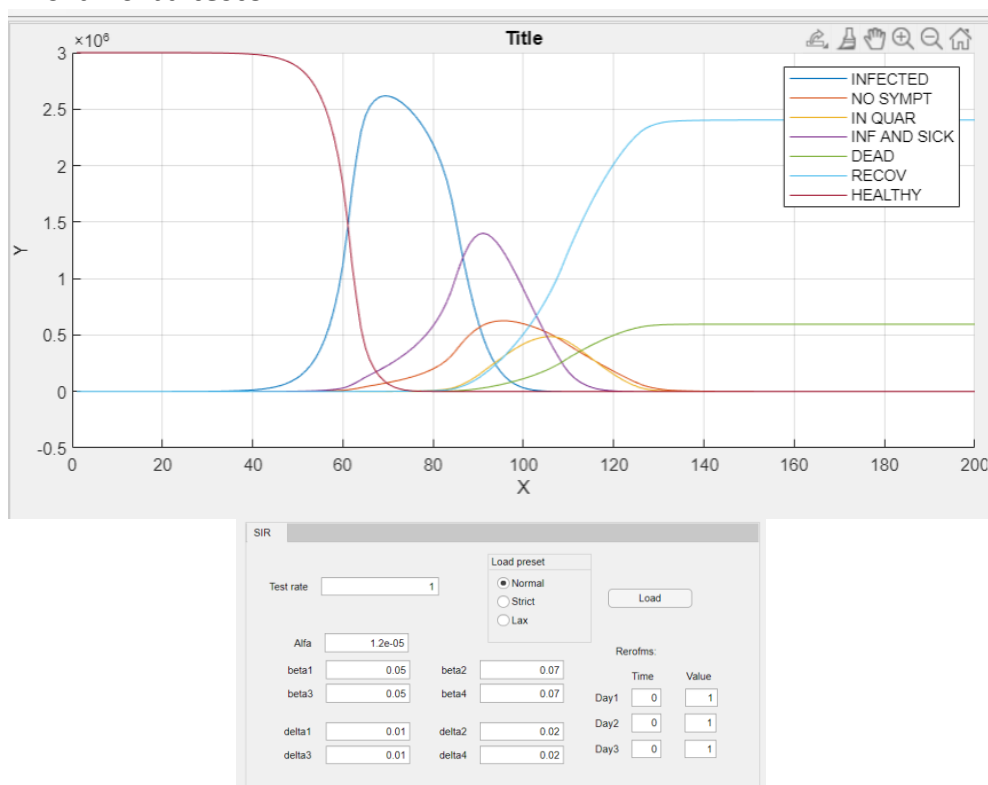 ×10⁶
Title
3
2.5
2
1.5
1
0.5
0
-0.5
Y
INFECTED
NO SYMPT
IN QUAR
INF AND SICK
DEAD
RECOV
HEALTHY
0 20 40 60 80 100 120 140 160 180 200
X
SIR
Test rate 1
Load preset
Normal
Strict
Lax
Load
Alfa 1.2e-05
beta1 0.05 beta2 0.07
beta3 0.05 beta4 0.07
delta1 0.01 delta2 0.02
delta3 0.01 delta4 0.02
Rerofms:
Time Value
Day1 0 1
Day2 0 1
Day3 0 1